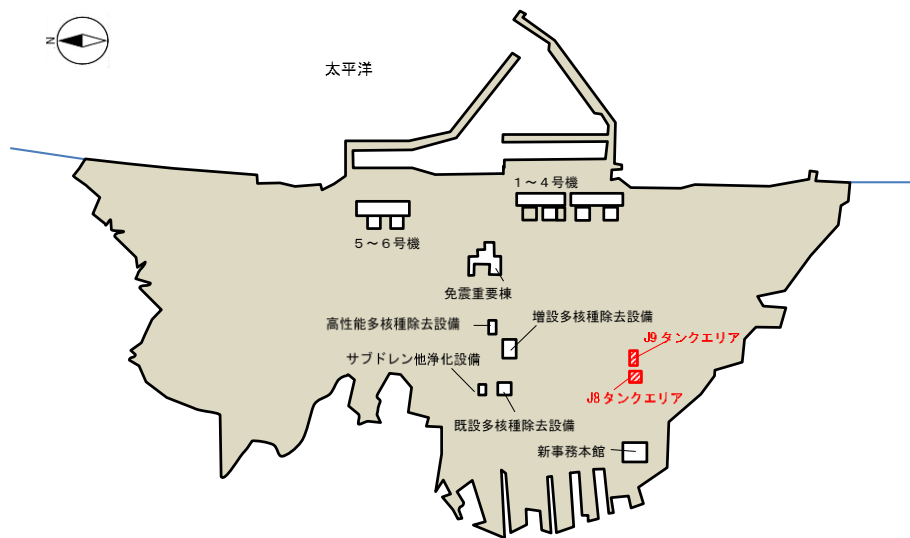 N
太平洋
1～4号機
5～6号機
免震重要棟
増設多核種除去設備
高性能多核種除去設備
J9タンクエリア
サブドレン他浄化設備
J8タンクエリア
既設多核種除去設備
新事務本館